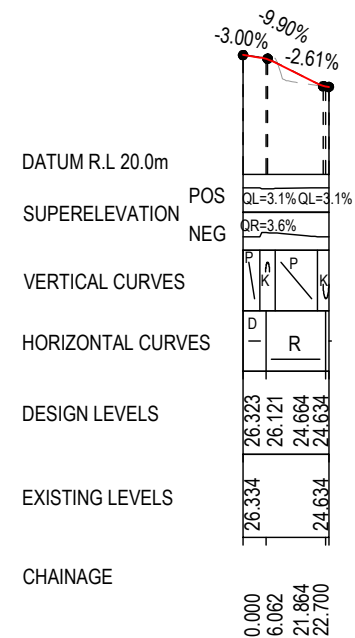 -3.00%
-9.90%
-2.61%
DATUM R.L 20.0m
SUPERELEVATION
POS
QL=3.1% QL=3.1%
NEG
QR=3.6%
VERTICAL CURVES
P K P K
HORIZONTAL CURVES
D R
DESIGN LEVELS
26.323 26.121 24.664 24.634
EXISTING LEVELS
26.334 24.634
CHAINAGE
0.000 6.062 21.864 22.700